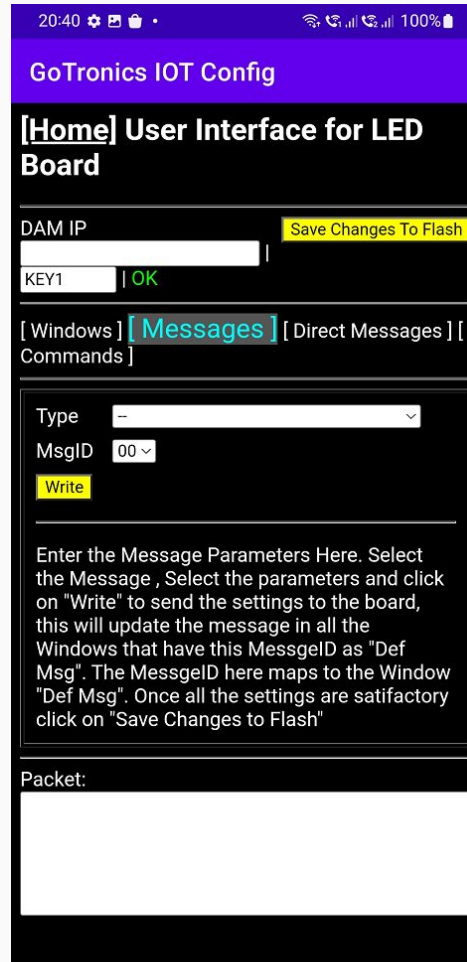 20:40
100%
GoTronics IOT Config
[Home] User Interface for LED
Board
DAM IP
Save Changes To Flash
|
KEY1 | OK
[ Windows ] [ Messages ] [ Direct Messages ] [
Commands ]
Type --
MsgID 00
Write
Enter the Message Parameters Here. Select
the Message , Select the parameters and click
on "Write" to send the settings to the board,
this will update the message in all the
Windows that have this MessgeID as "Def
Msg". The MessgeID here maps to the Window
"Def Msg". Once all the settings are satifactory
click on "Save Changes to Flash"
Packet: